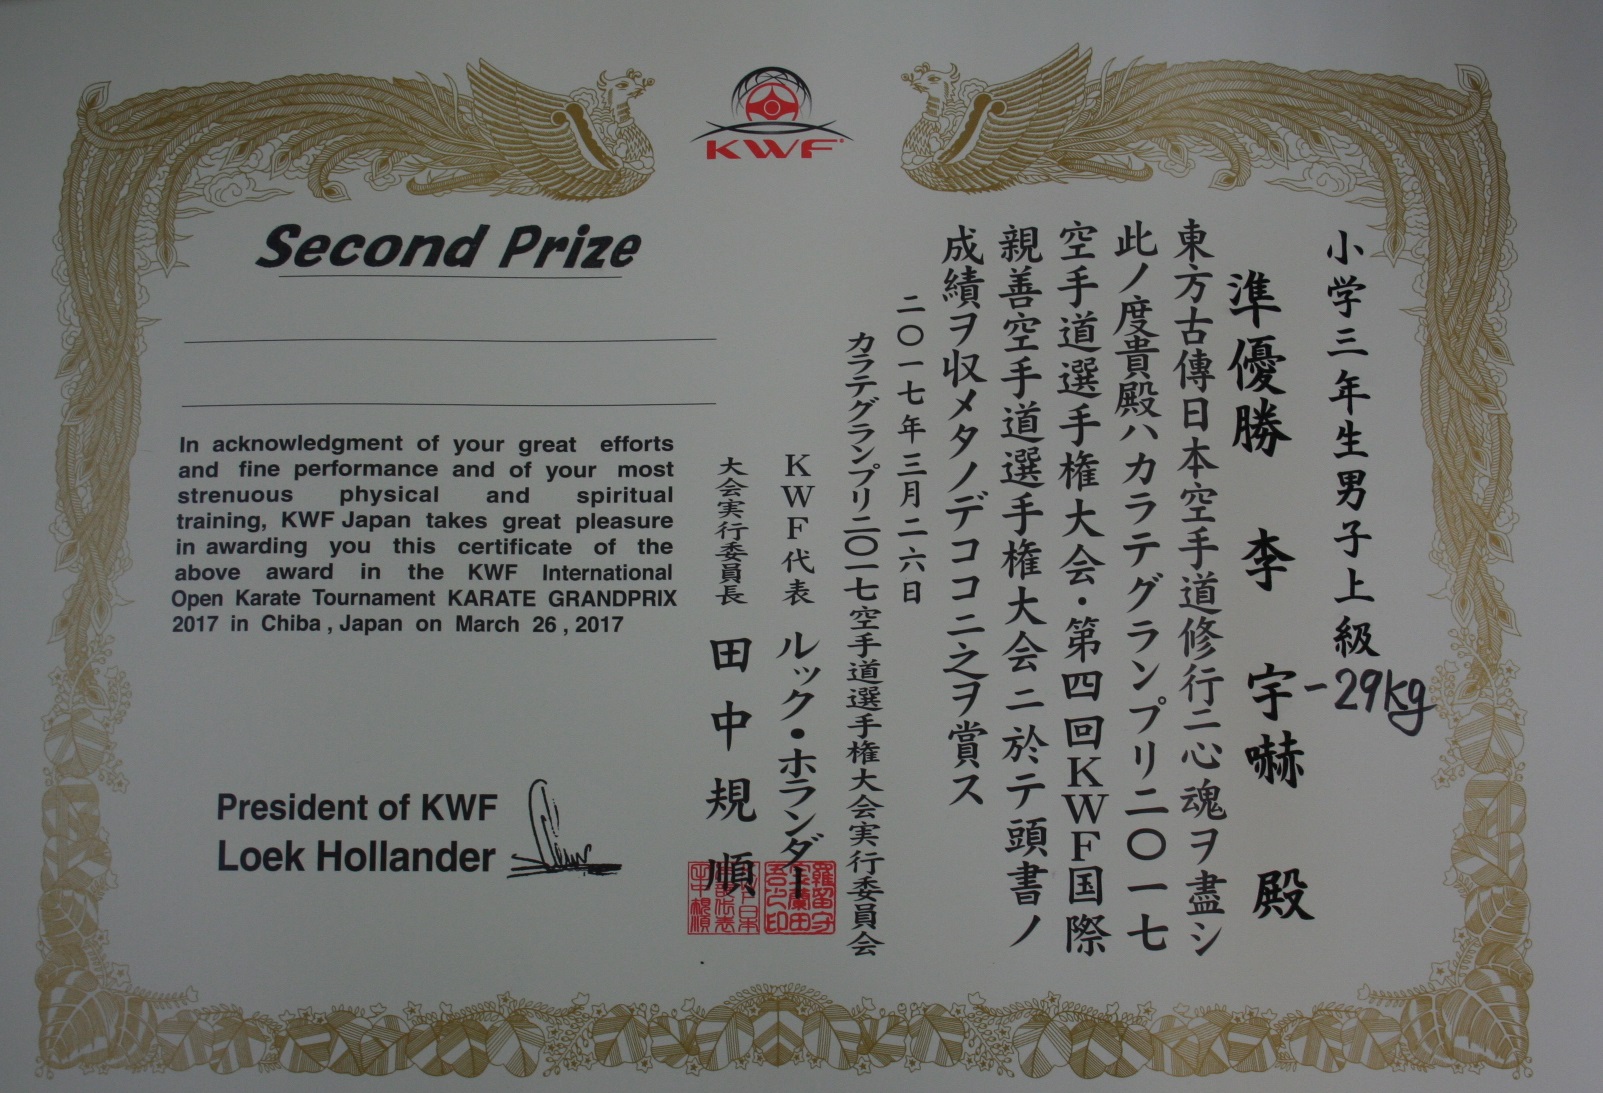 KWF
Second Prize
In acknowledgment of your great efforts
and fine performance and of your most
strenuous physical and spiritual
training, KWF Japan takes great pleasure
in awarding you this certificate of the
above award in the KWF International
Open Karate Tournament KARATE GRANDPRIX
2017 in Chiba , Japan on March 26 , 2017
President of KWF
Loek Hollander
小学三年生男子上級
-29kg
準優勝 李 宇嚇 殿
東方古傳日本空手道修行ニ心魂ヲ盡シ
此ノ度貴殿ハカラテグランプリ二〇一七
空手道選手権大会・第四回KWF国際
親善空手道選手権大会ニ於テ頭書ノ
成績ヲ収メタノデココニ之ヲ賞ス
二〇一七年三月二六日
カラテグランプリ二〇一七空手道選手権大会実行委員会
KWF代表 ルック・ホランダー
大会実行委員長 田中規順